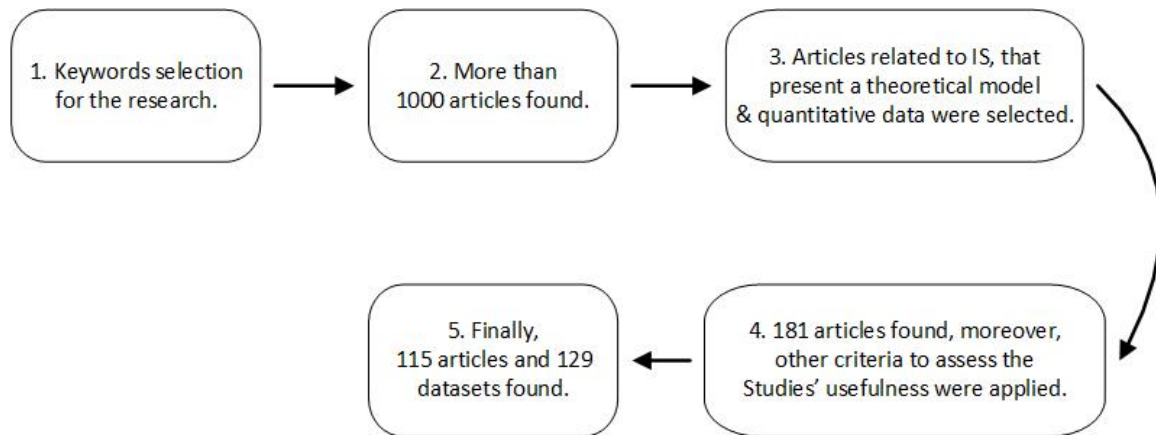 1. Keywords selection
for the research.
2. More than
1000 articles found.
3. Articles related to IS, that
present a theoretical model
& quantitative data were selected.
4. 181 articles found, moreover,
other criteria to assess the
Studies’ usefulness were applied.
5. Finally,
115 articles and 129
datasets found.